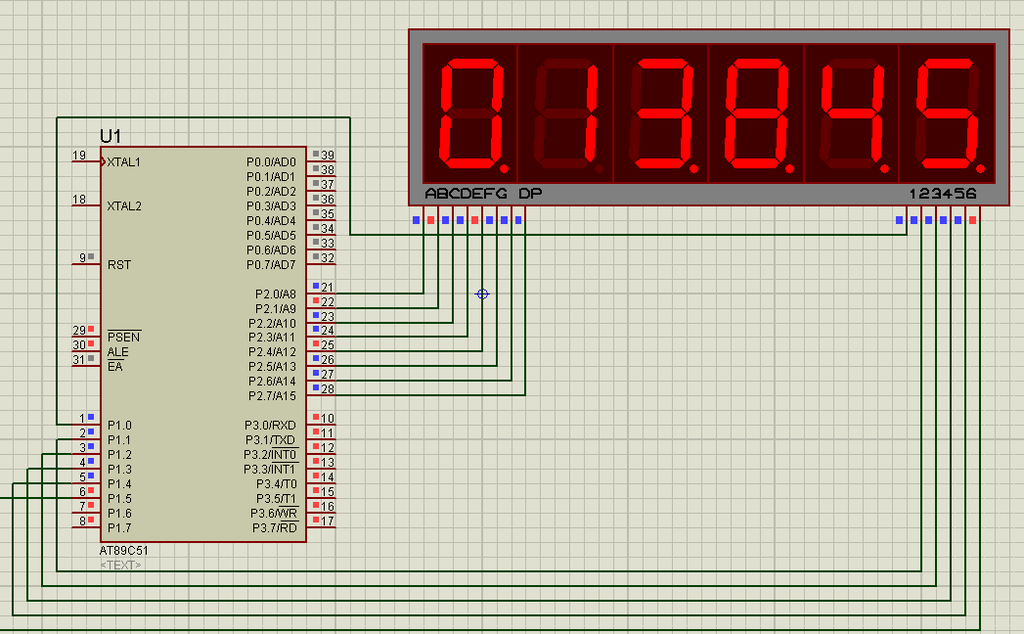 0.13.8.4.5.
ABCDEFG DP
123456
U1
19 XTAL1
18 XTAL2
9 RST
29 PSEN
30 ALE
31 EA
1 P1.0
2 P1.1
3 P1.2
4 P1.3
5 P1.4
6 P1.5
7 P1.6
8 P1.7
P0.0/AD0 39
P0.1/AD1 38
P0.2/AD2 37
P0.3/AD3 36
P0.4/AD4 35
P0.5/AD5 34
P0.6/AD6 33
P0.7/AD7 32
P2.0/A8 21
P2.1/A9 22
P2.2/A10 23
P2.3/A11 24
P2.4/A12 25
P2.5/A13 26
P2.6/A14 27
P2.7/A15 28
P3.0/RXD 10
P3.1/TXD 11
P3.2/INT0 12
P3.3/INT1 13
P3.4/T0 14
P3.5/T1 15
P3.6/WR 16
P3.7/RD 17
AT89C51
<TEXT>